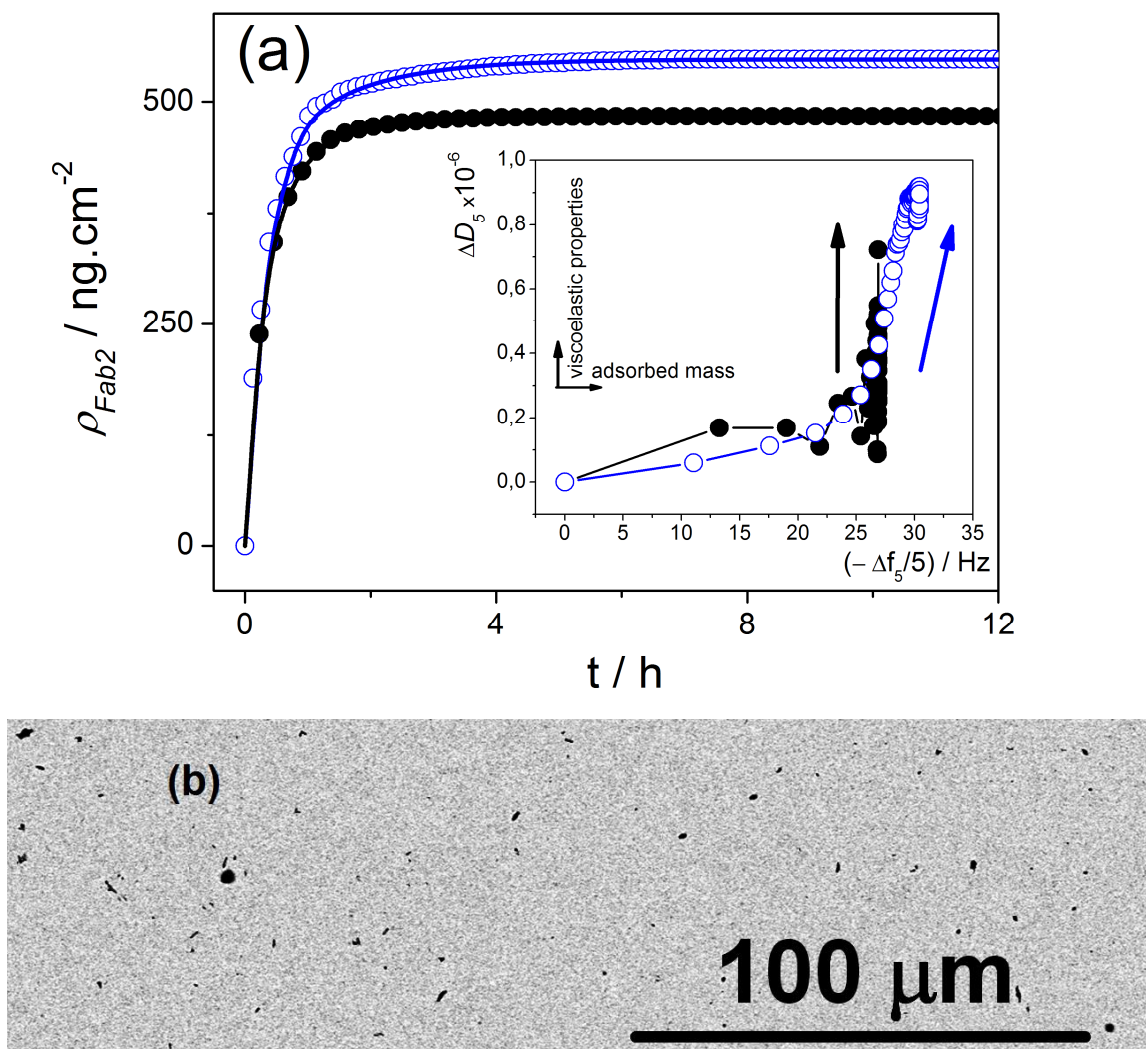 (a)
ρFab2 / ng.cm-2
500
250
0
0
4
8
12
t / h
ΔD5 x10-6
1,0
0,8
0,6
0,4
0,2
0,0
viscoelastic properties
adsorbed mass
0
5
10
15
20
25
30
35
(– Δf5/5) / Hz
(b)
100 μm